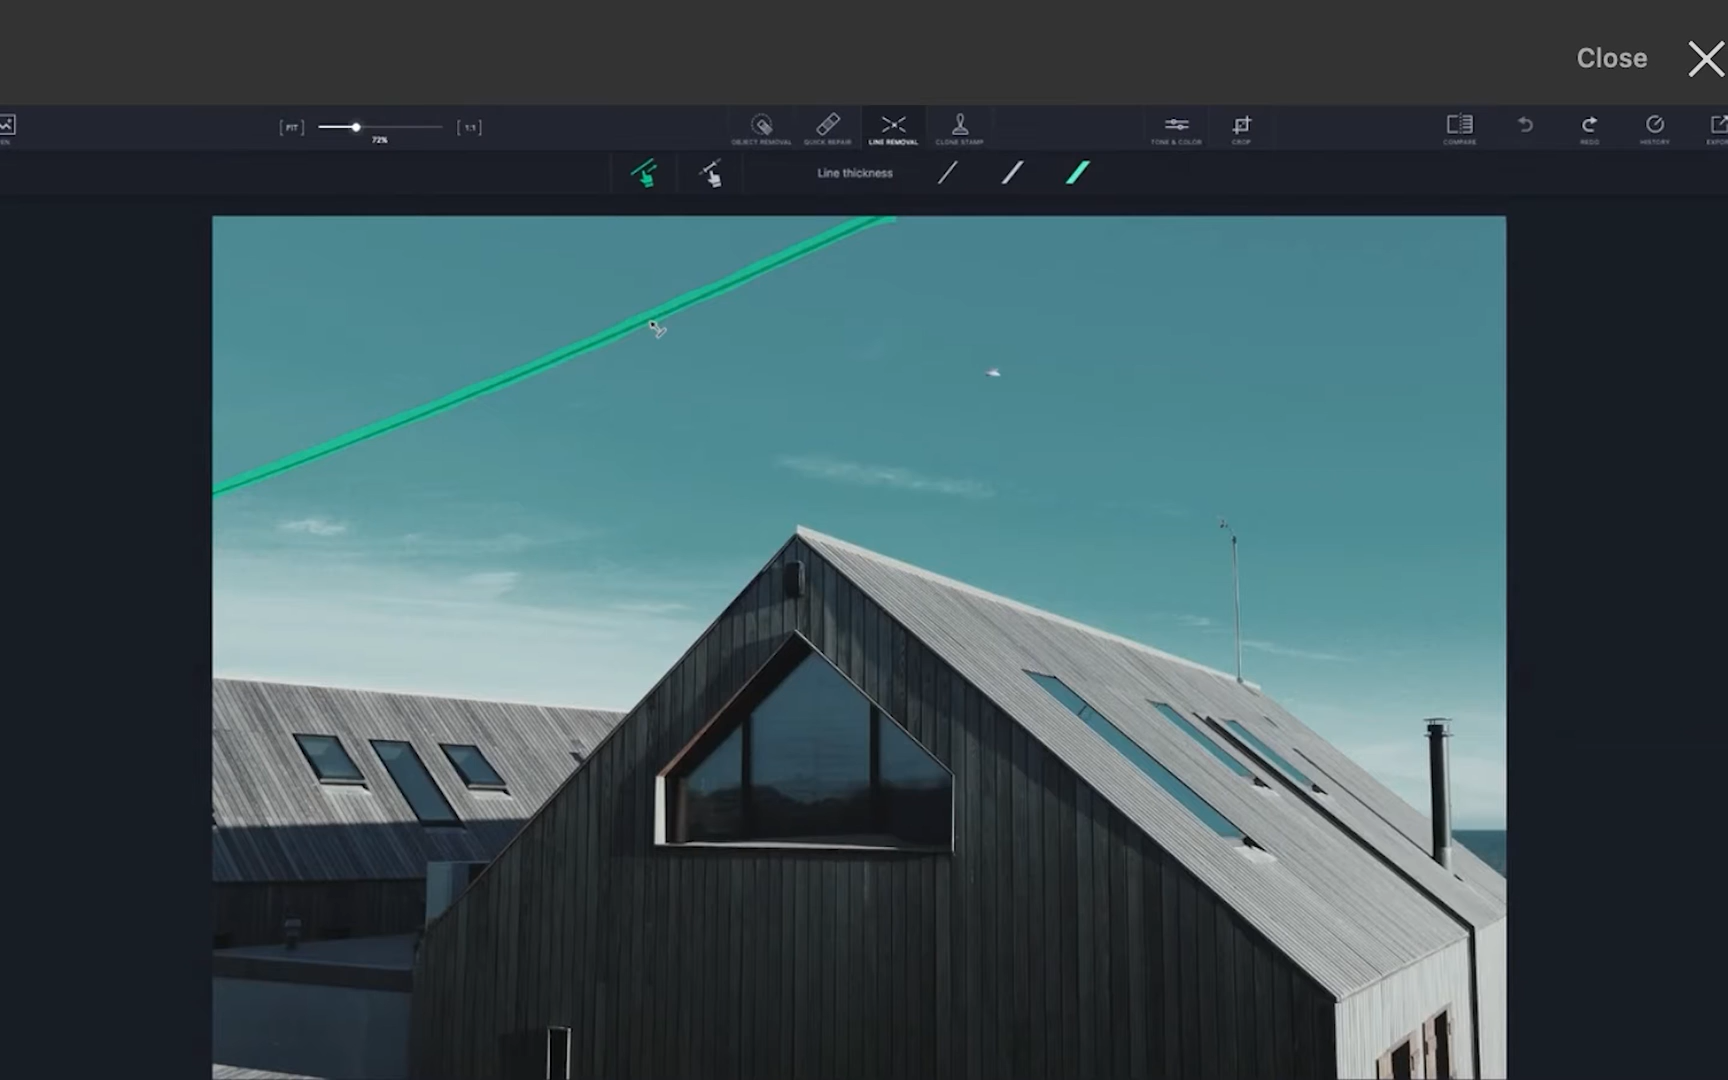 Close
FIT
72%
1:1
OBJECT REMOVAL
QUICK REPAIR
LINE REMOVAL
CLONE STAMP
TONE & COLOR
CROP
COMPARE
REDO
HISTORY
Line thickness